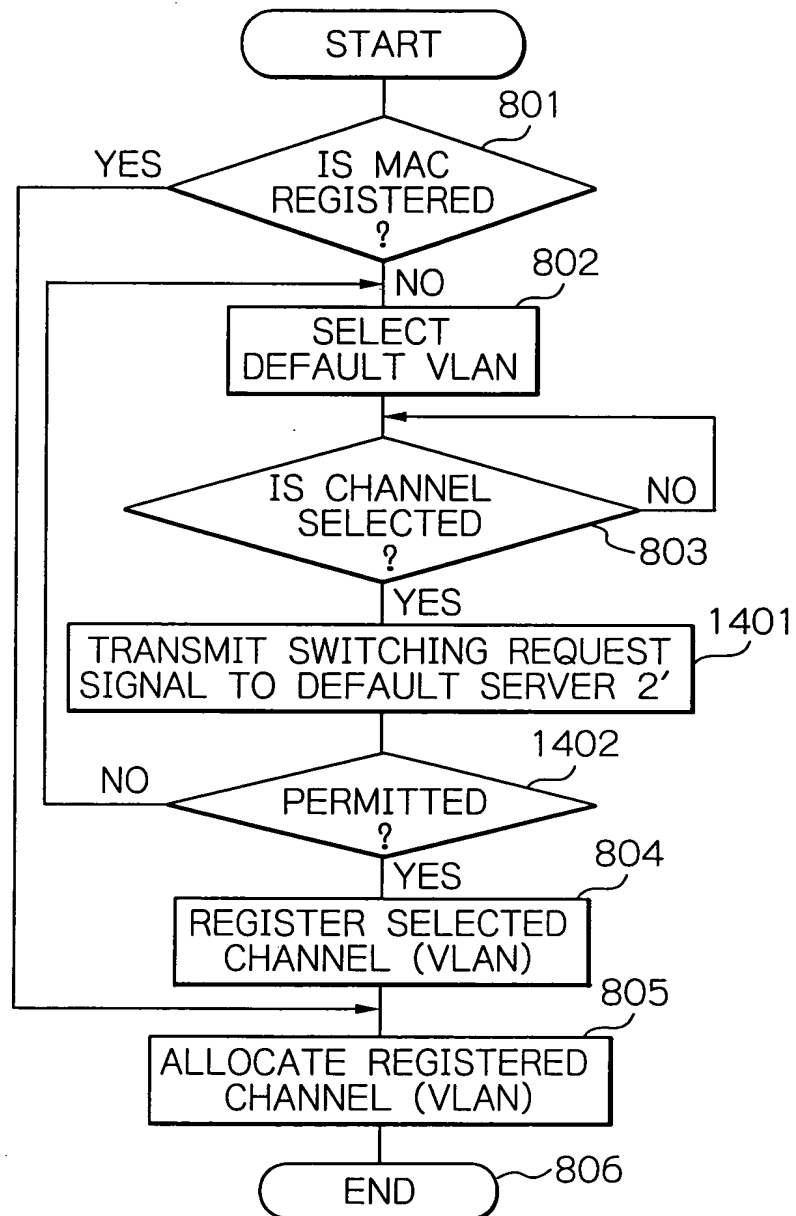 START
801
IS MAC
REGISTERED
?
YES
NO
802
SELECT
DEFAULT VLAN
IS CHANNEL
SELECTED
?
NO
803
YES
1401
TRANSMIT SWITCHING REQUEST
SIGNAL TO DEFAULT SERVER 2′
1402
NO
PERMITTED
?
YES
804
REGISTER SELECTED
CHANNEL (VLAN)
805
ALLOCATE REGISTERED
CHANNEL (VLAN)
END
806